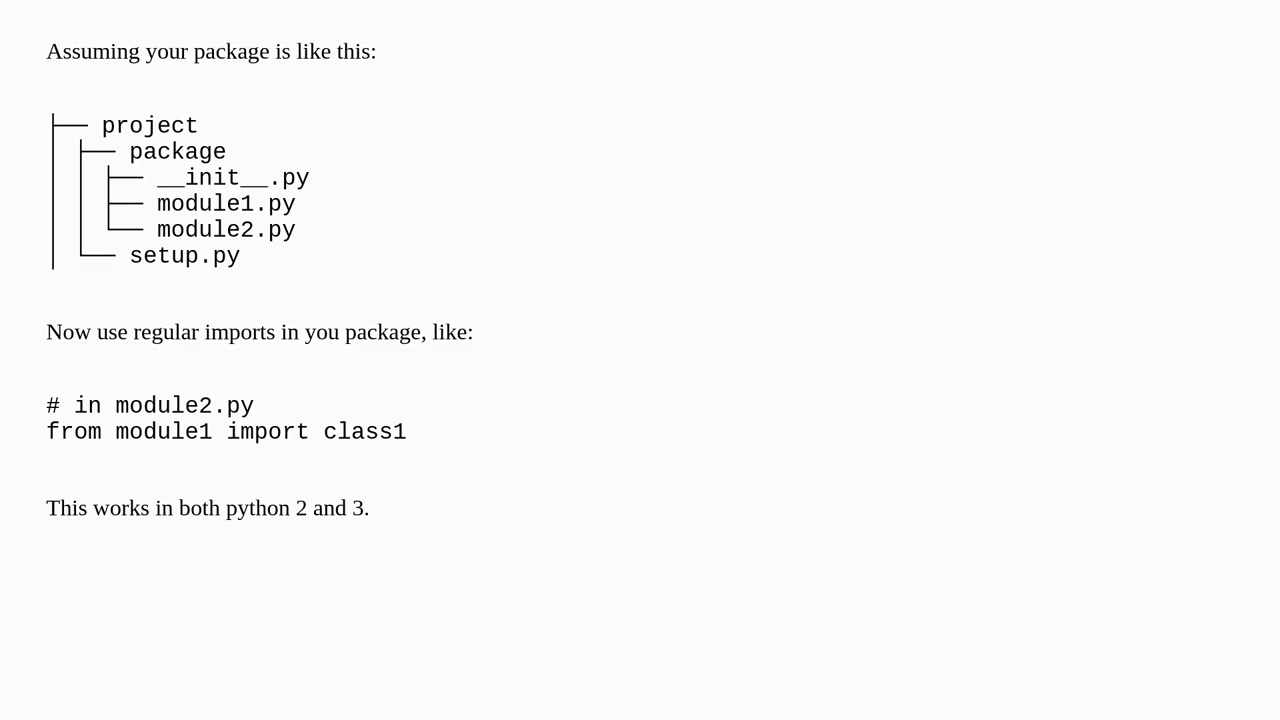 Assuming your package is like this:
├── project
│ ├── package
│ │ ├── __init__.py
│ │ ├── module1.py
│ │ └── module2.py
│ └── setup.py
Now use regular imports in you package, like:
# in module2.py
from module1 import class1
This works in both python 2 and 3.